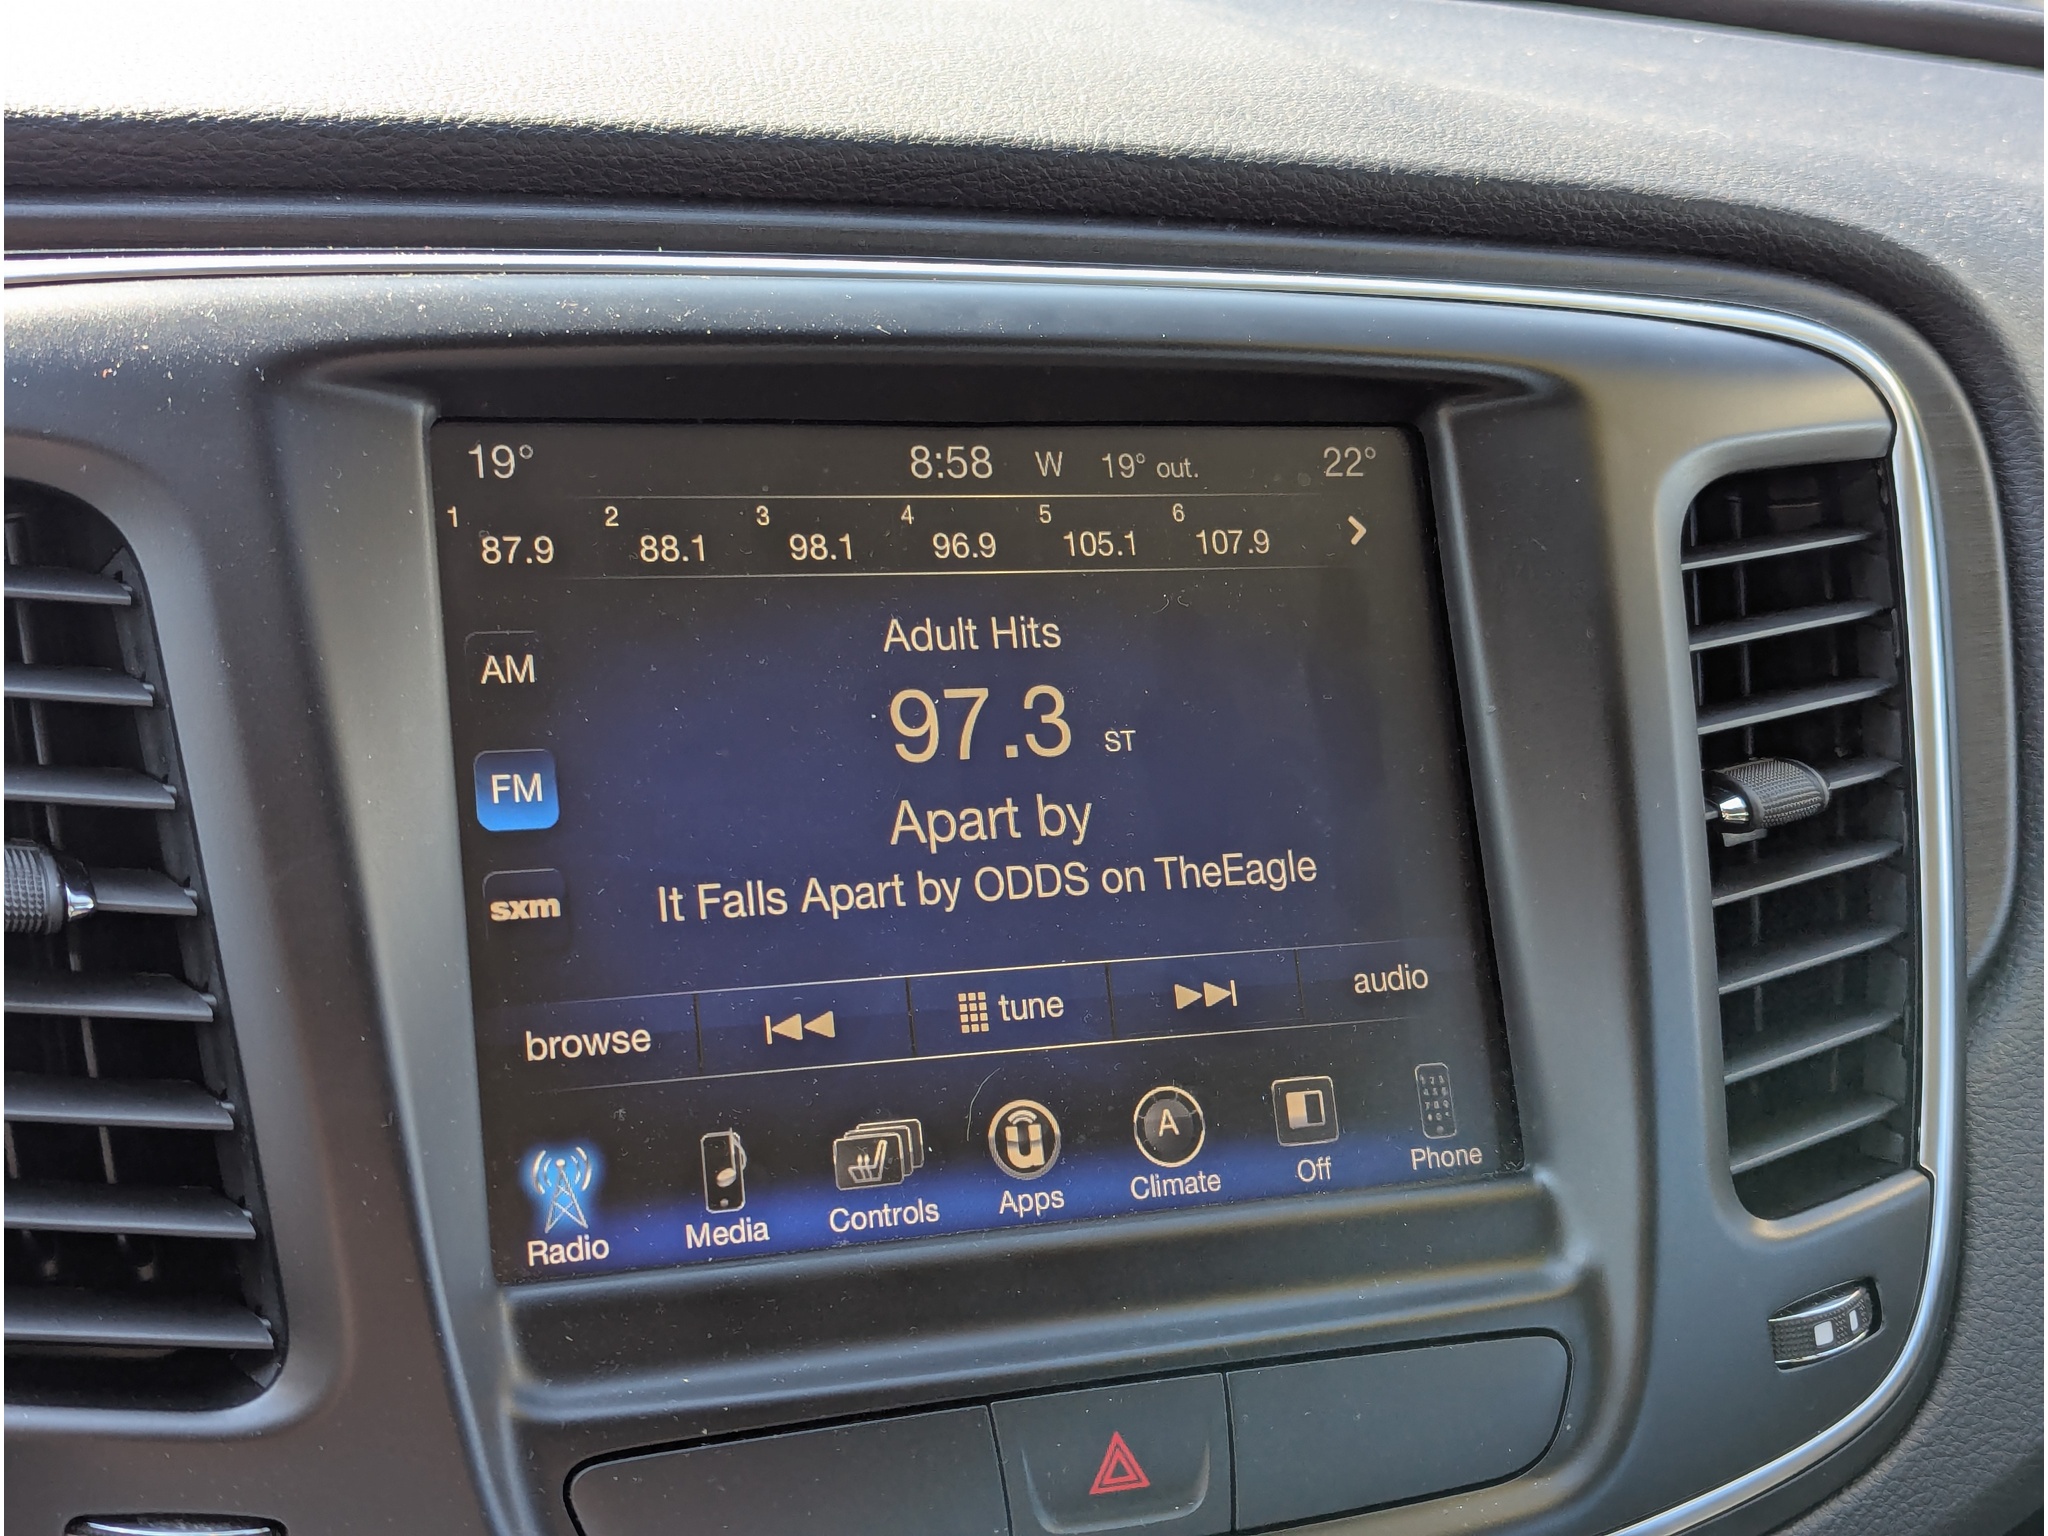 19° 8:58 W 19° out. 22°
1 2 3 4 5 6
87.9 88.1 98.1 96.9 105.1 107.9
Adult Hits
AM
97.3 ST
FM
Apart by
It Falls Apart by ODDS on TheEagle
sxm
browse tune audio
A
u
Radio Media Controls Apps Climate Off Phone